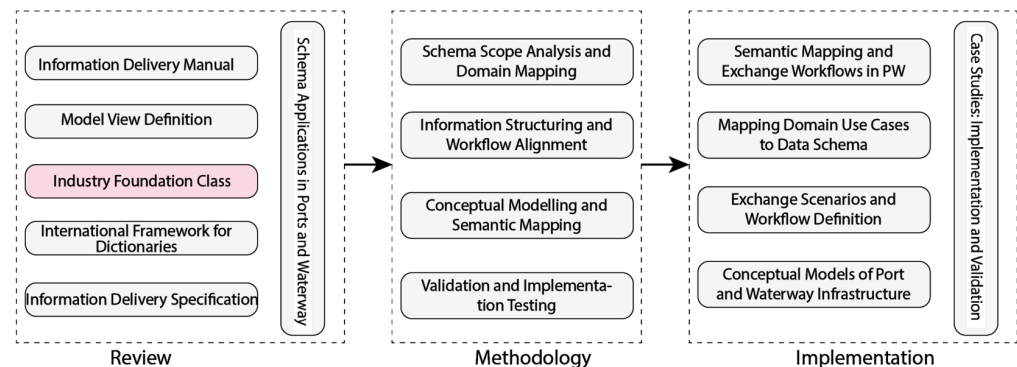 Information Delivery Manual
Model View Definition
Industry Foundation Class
International Framework for
Dictionaries
Information Delivery Specification
Schema Applications in Ports and Waterway
Review
Schema Scope Analysis and
Domain Mapping
Information Structuring and
Workflow Alignment
Conceptual Modelling and
Semantic Mapping
Validation and Implementa-
tion Testing
Methodology
Semantic Mapping and
Exchange Workflows in PW
Mapping Domain Use Cases
to Data Schema
Exchange Scenarios and
Workflow Definition
Conceptual Models of Port
and Waterway Infrastructure
Case Studies: Implementation and Validation
Implementation